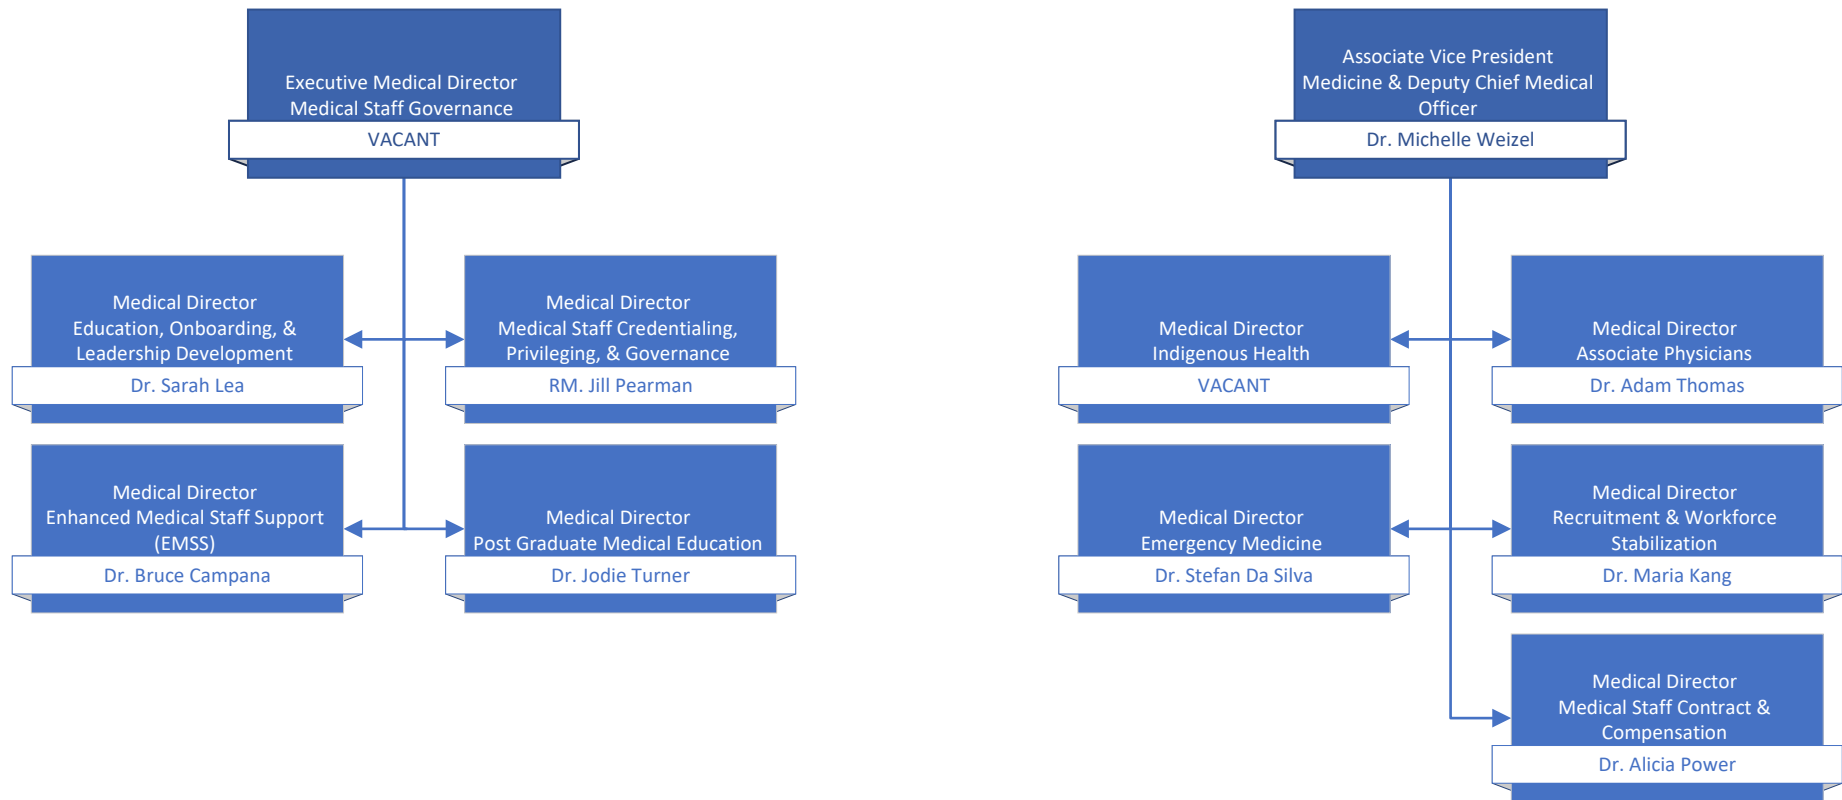 Executive Medical Director
Medical Staff Governance
VACANT
Medical Director
Education, Onboarding, &
Leadership Development
Dr. Sarah Lea
Medical Director
Medical Staff Credentialing,
Privileging, & Governance
RM. Jill Pearman
Medical Director
Enhanced Medical Staff Support
(EMSS)
Dr. Bruce Campana
Medical Director
Post Graduate Medical Education
Dr. Jodie Turner
Associate Vice President
Medicine & Deputy Chief Medical
Officer
Dr. Michelle Weizel
Medical Director
Indigenous Health
VACANT
Medical Director
Associate Physicians
Dr. Adam Thomas
Medical Director
Emergency Medicine
Dr. Stefan Da Silva
Medical Director
Recruitment & Workforce
Stabilization
Dr. Maria Kang
Medical Director
Medical Staff Contract &
Compensation
Dr. Alicia Power